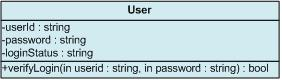 User
-userId : string
-password : string
-loginStatus : string
+verifyLogin(in userid : string, in password : string) : bool